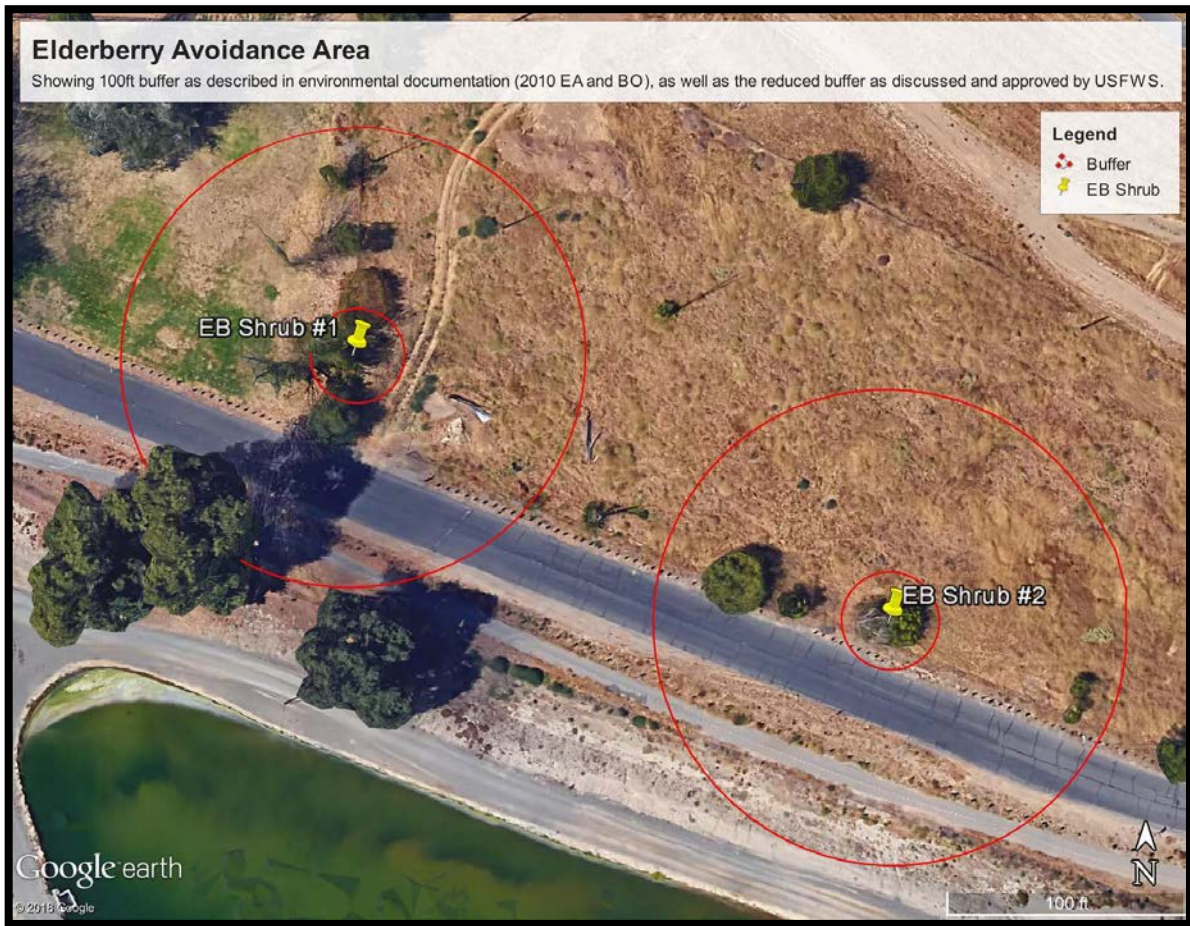 Elderberry Avoidance Area
Showing 100ft buffer as described in environmental documentation (2010 EA and BO), as well as the reduced buffer as discussed and approved by USFWS.
Legend
Buffer
EB Shrub
EB Shrub #1
EB Shrub #2
N
Google earth
© 2016 Google
100 ft